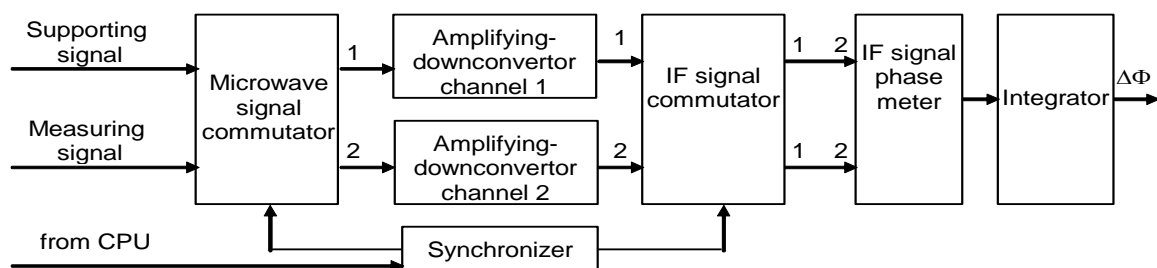 Supporting
signal
Measuring
signal
from CPU
Microwave
signal
commutator
1
2
Amplifying-
downconvertor
channel 1
Amplifying-
downconvertor
channel 2
Synchronizer
1
2
IF signal
commutator
1 2
1 2
IF signal
phase
meter
Integrator
ΔΦ